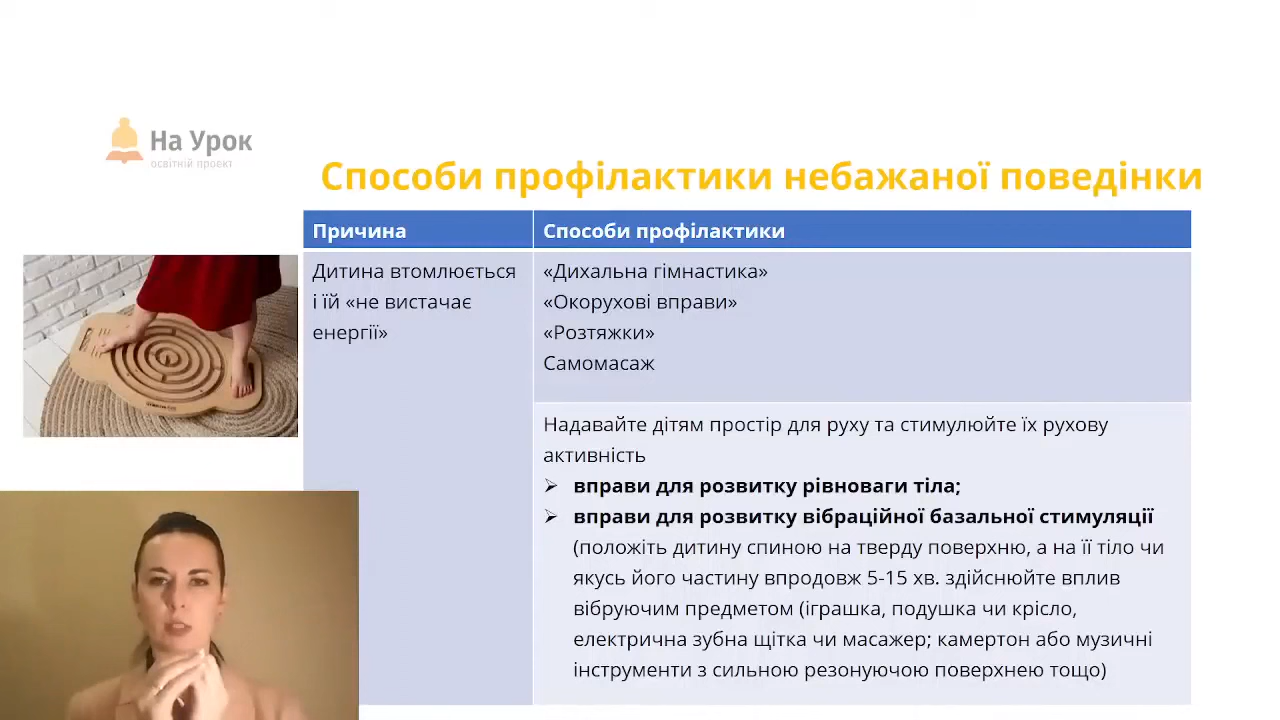 На Урок
освітній проект
Способи профілактики небажаної поведінки
Причина
Способи профілактики
Дитина втомлюється
і їй «не вистачає
енергії»
«Дихальна гімнастика»
«Окорухові вправи»
«Розтяжки»
Самомасаж
Надавайте дітям простір для руху та стимулюйте їх рухову
активність
➢ вправи для розвитку рівноваги тіла;
➢ вправи для розвитку вібраційної базальної стимуляції
(положіть дитину спиною на тверду поверхню, а на її тіло чи
якусь його частину впродовж 5-15 хв. здійснюйте вплив
вібруючим предметом (іграшка, подушка чи крісло,
електрична зубна щітка чи масажер; камертон або музичні
інструменти з сильною резонуючою поверхнею тощо)